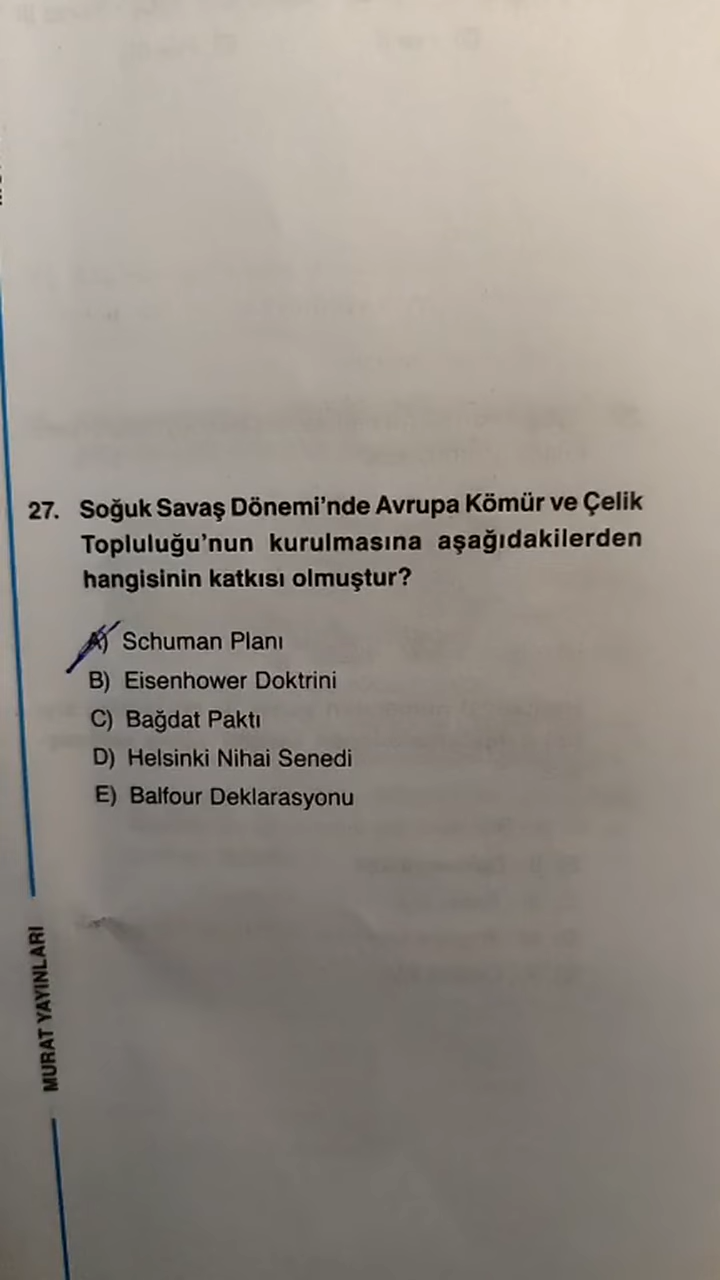 27. Soğuk Savaş Dönemi'nde Avrupa Kömür ve Çelik
Topluluğu'nun kurulmasına aşağıdakilerden
hangisinin katkısı olmuştur?
A) Schuman Planı
B) Eisenhower Doktrini
C) Bağdat Paktı
D) Helsinki Nihai Senedi
E) Balfour Deklarasyonu
MURAT YAYINLARI